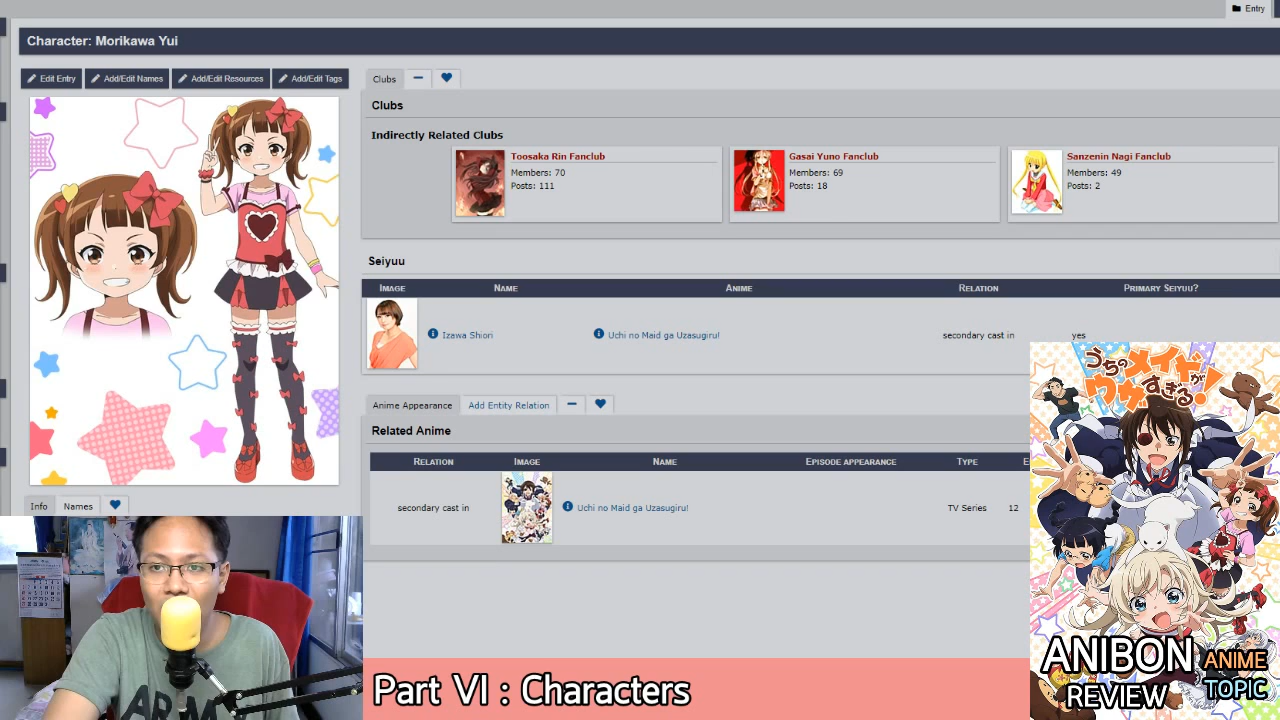 Entry
Character: Morikawa Yui
Edit Entry
Add/Edit Names
Add/Edit Resources
Add/Edit Tags
Clubs
Clubs
Indirectly Related Clubs
Toosaka Rin Fanclub
Members: 70
Posts: 111
Gasai Yuno Fanclub
Members: 69
Posts: 18
Sanzenin Nagi Fanclub
Members: 49
Posts: 2
Seiyuu
IMAGE NAME ANIME RELATION PRIMARY SEIYUU?
Izawa Shiori Uchi no Maid ga Uzasugiru! secondary cast in yes
Anime Appearance
Add Entity Relation
Related Anime
RELATION IMAGE NAME EPISODE APPEARANCE TYPE E
secondary cast in Uchi no Maid ga Uzasugiru! TV Series 12
Info
Names
うちのメイドが
ウザすぎる!
ANIBON
REVIEW
ANIME
TOPIC
ARM
Part VI : Characters